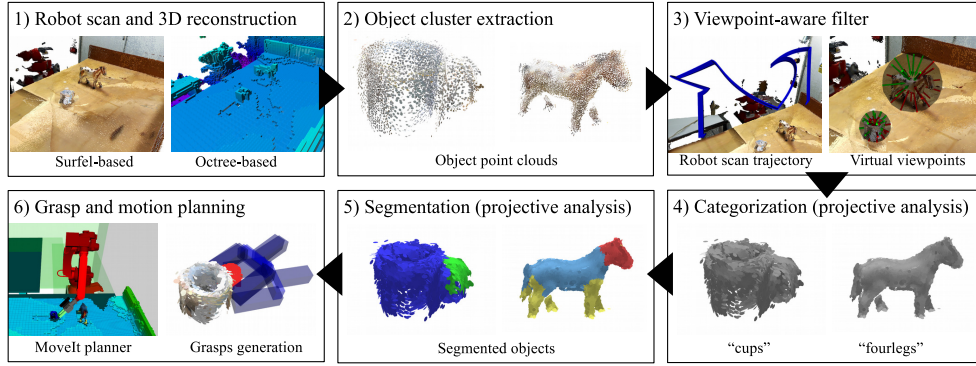 1) Robot scan and 3D reconstruction
Surfel-based
Octree-based
2) Object cluster extraction
Object point clouds
3) Viewpoint-aware filter
Robot scan trajectory
Virtual viewpoints
6) Grasp and motion planning
MoveIt planner
Grasps generation
5) Segmentation (projective analysis)
Segmented objects
4) Categorization (projective analysis)
“cups”
“fourlegs”